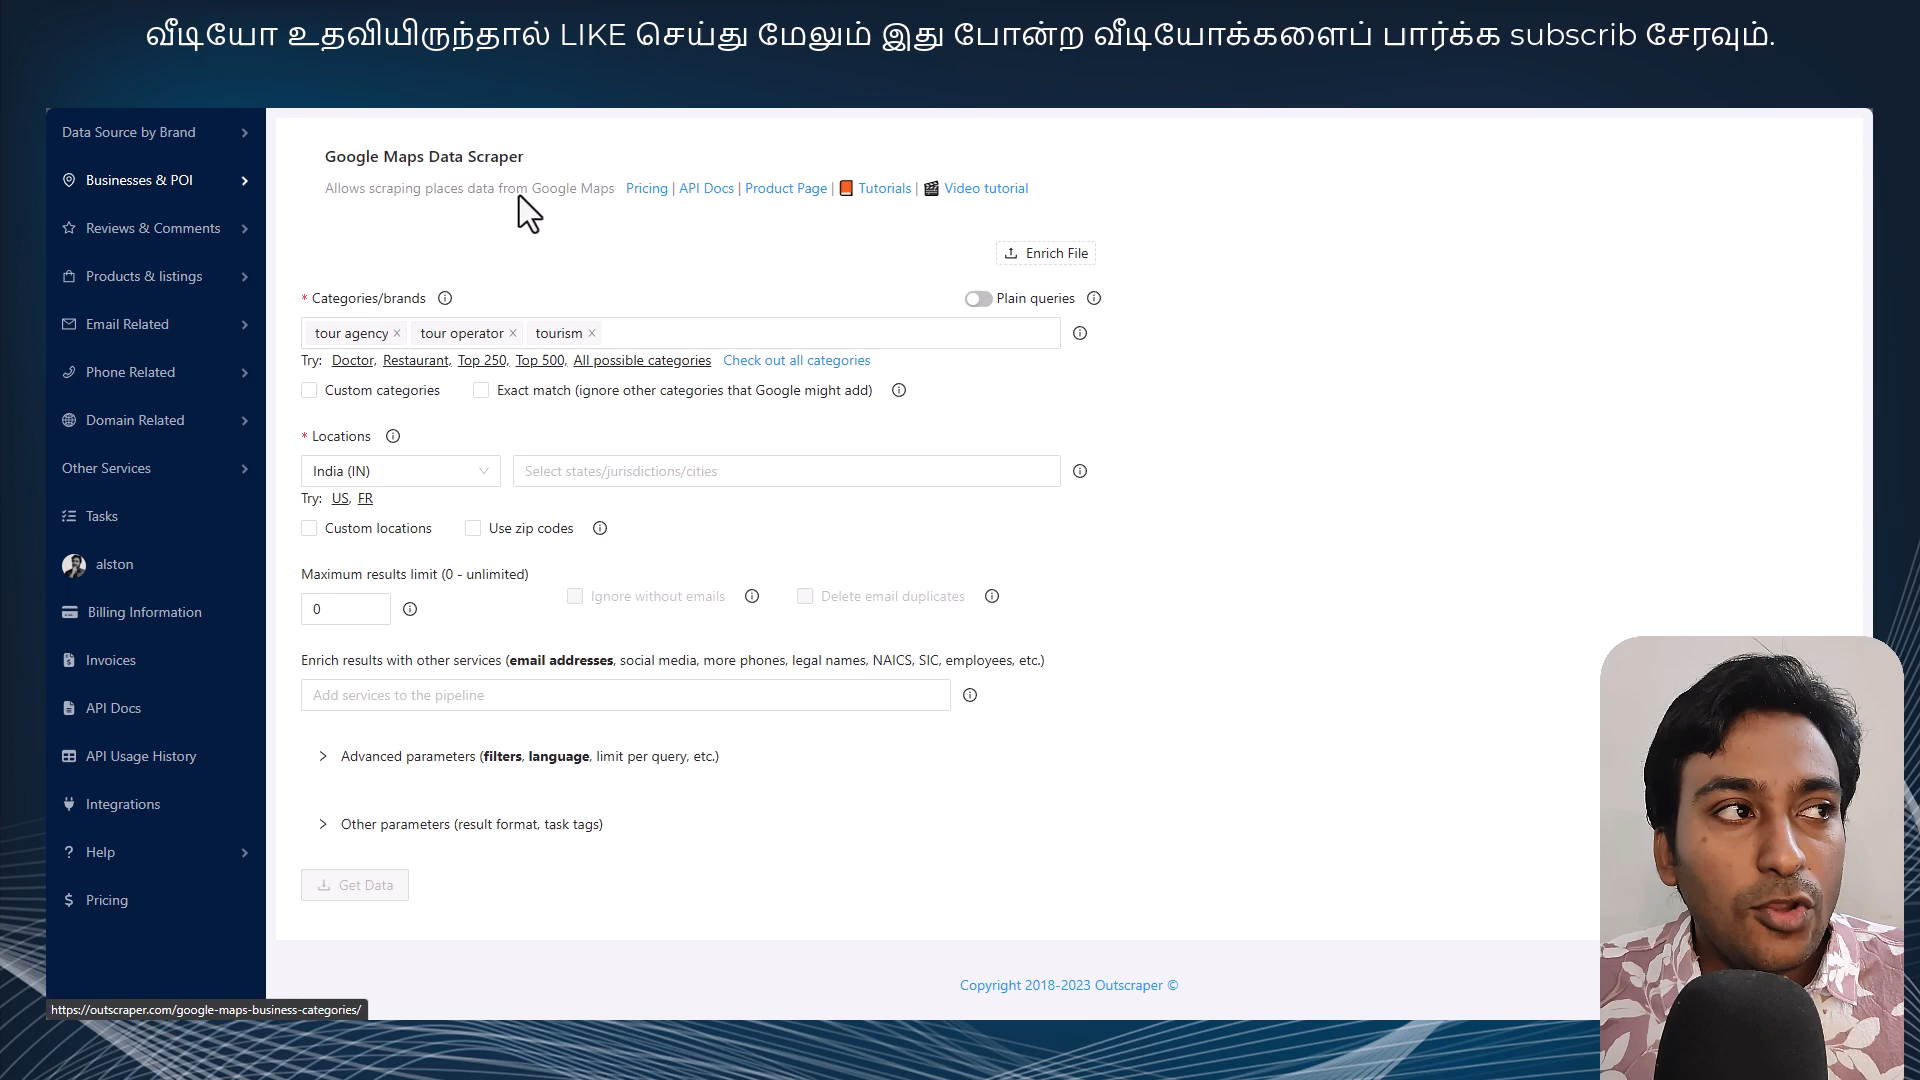 வீடியோ உதவியிருந்தால் LIKE செய்து மேலும் இது போன்ற வீடியோக்களைப் பார்க்க subscrib சேரவும்.
Data Source by Brand
Businesses & POI
Reviews & Comments
Products & listings
Email Related
Phone Related
Domain Related
Other Services
Tasks
alston
Billing Information
Invoices
API Docs
API Usage History
Integrations
Help
Pricing
Google Maps Data Scraper
Allows scraping places data from Google Maps Pricing | API Docs | Product Page | Tutorials | Video tutorial
Enrich File
* Categories/brands Plain queries
tour agency × tour operator × tourism ×
Try: Doctor, Restaurant, Top 250, Top 500, All possible categories Check out all categories
Custom categories Exact match (ignore other categories that Google might add)
* Locations
India (IN) Select states/jurisdictions/cities
Try: US, FR
Custom locations Use zip codes
Maximum results limit (0 - unlimited)
Ignore without emails Delete email duplicates
0
Enrich results with other services (email addresses, social media, more phones, legal names, NAICS, SIC, employees, etc.)
Add services to the pipeline
Advanced parameters (filters, language, limit per query, etc.)
Other parameters (result format, task tags)
Get Data
Copyright 2018-2023 Outscraper ©
https://outscraper.com/google-maps-business-categories/